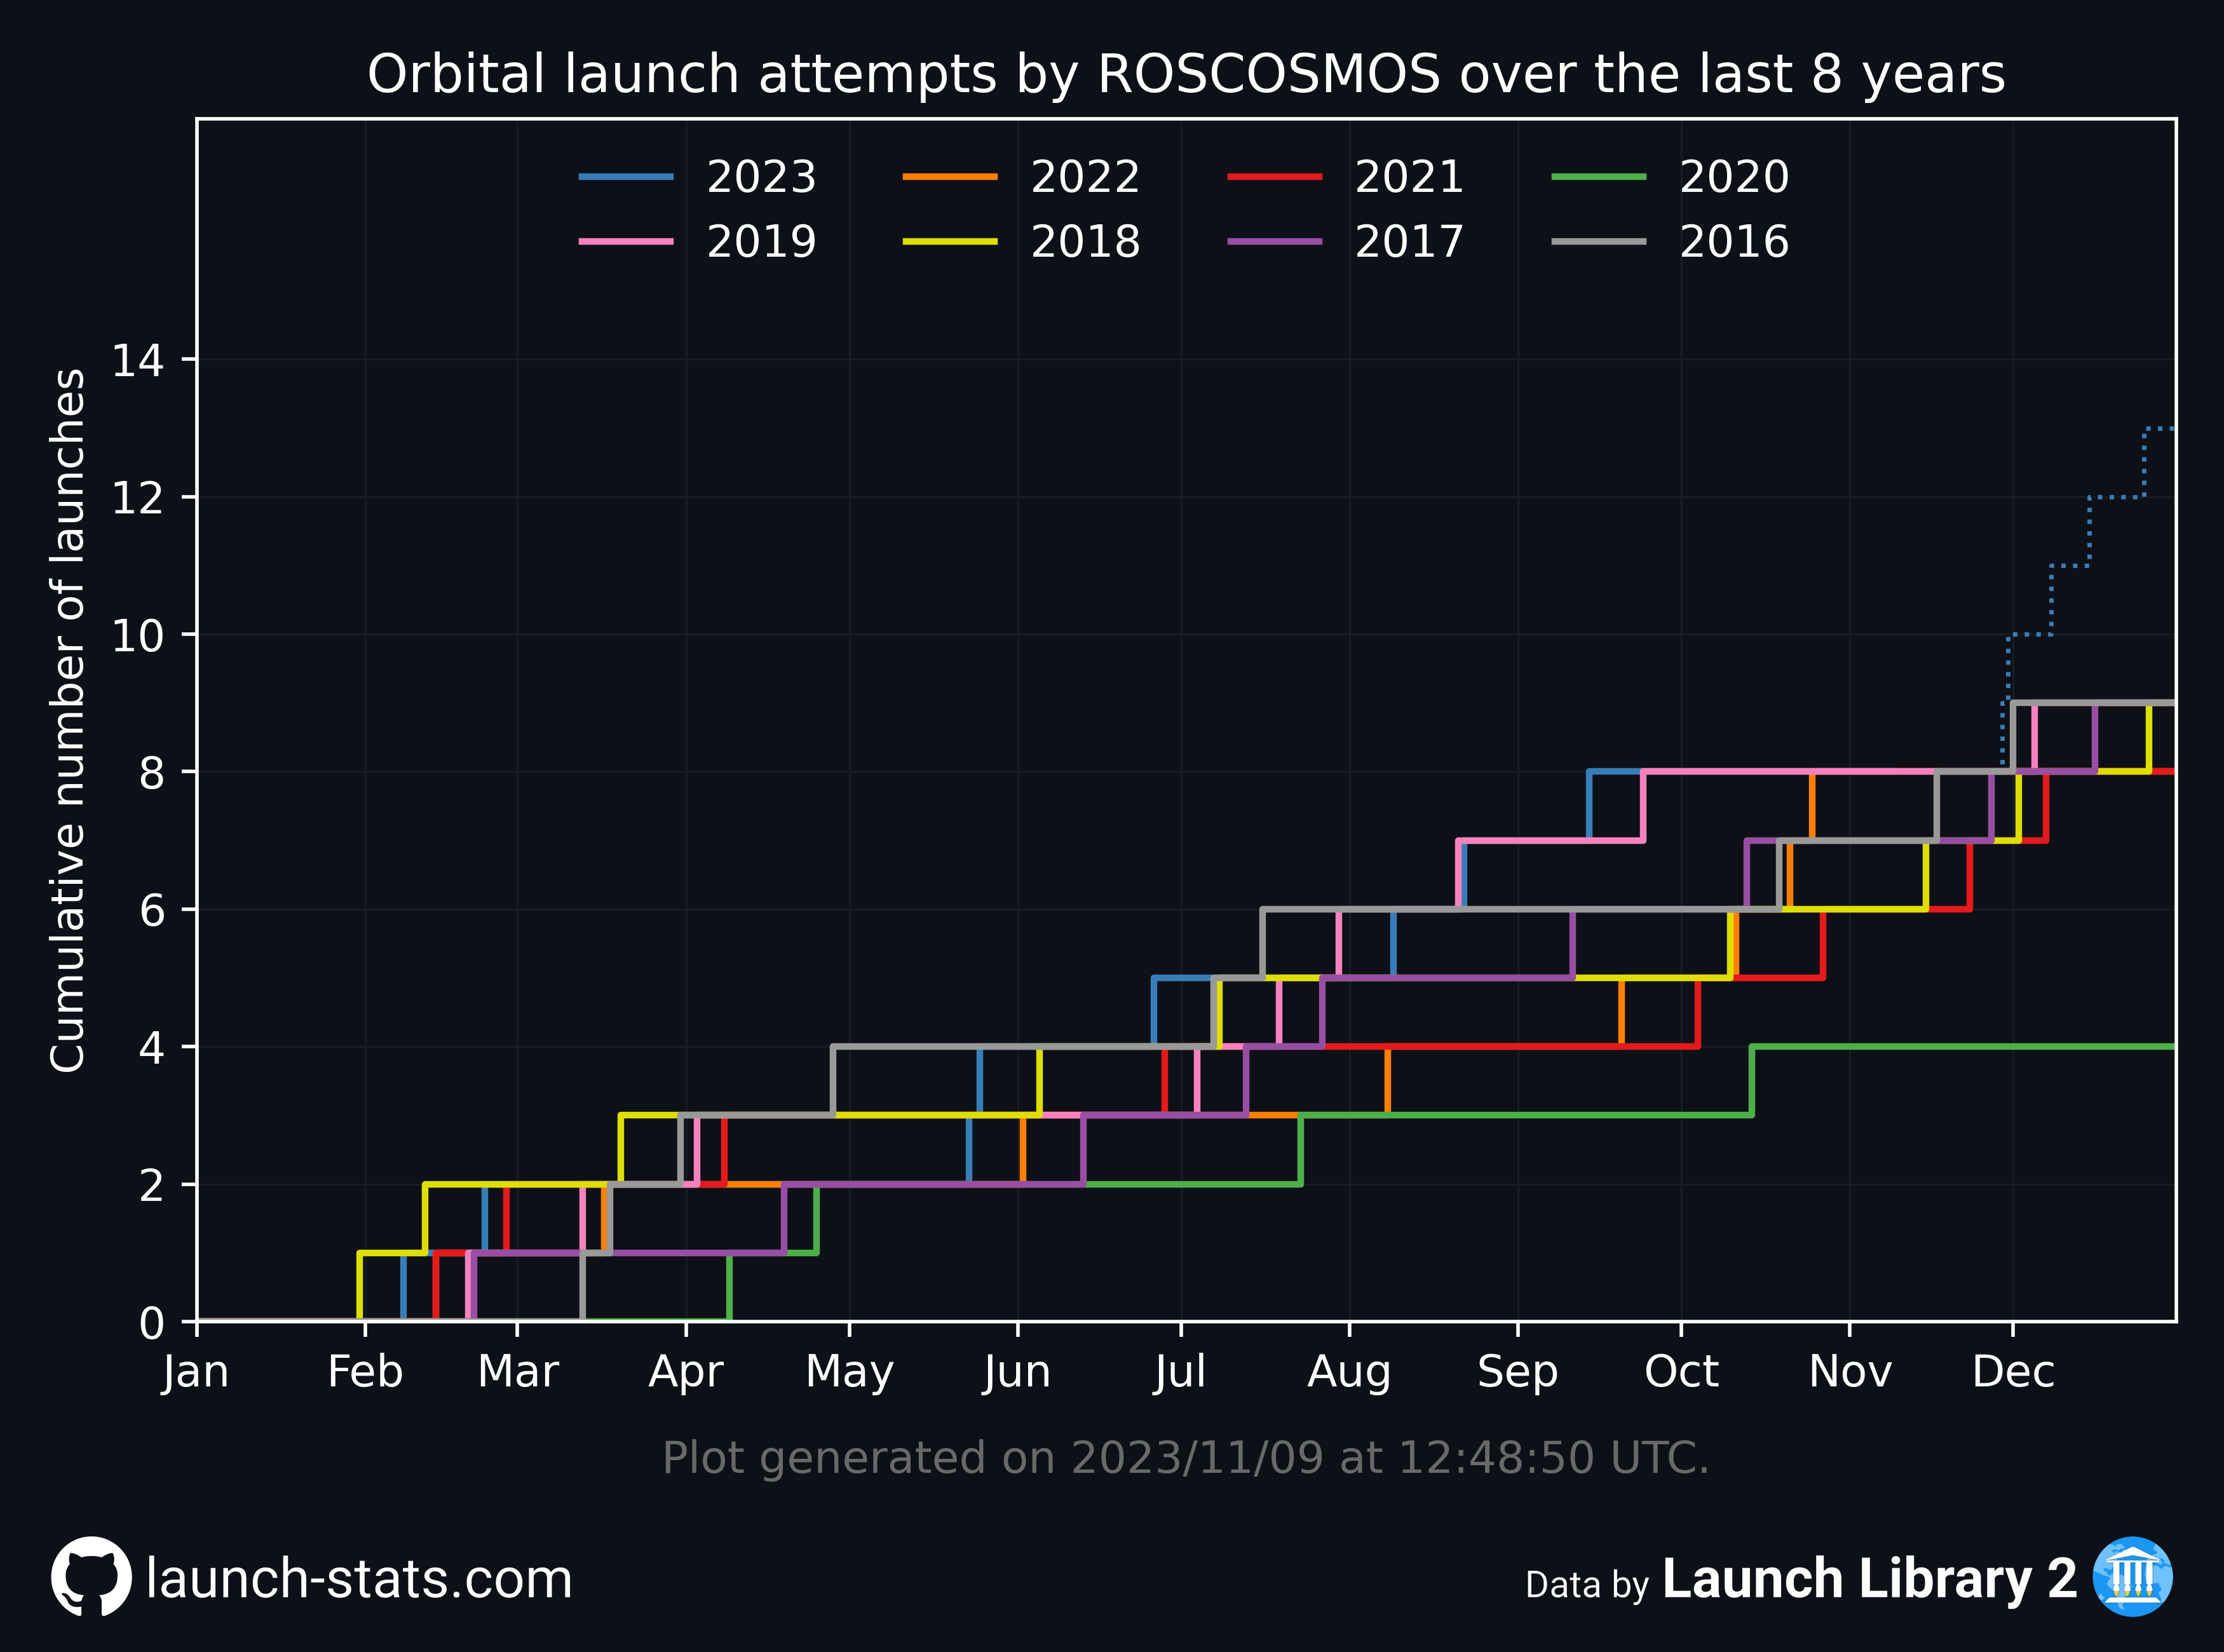 Orbital launch attempts by ROSCOSMOS over the last 8 years
2023 2022 2021 2020
2019 2018 2017 2016
Cumulative number of launches
14
12
10
8
6
4
2
0
Jan Feb Mar Apr May Jun Jul Aug Sep Oct Nov Dec
Plot generated on 2023/11/09 at 12:48:50 UTC.
launch-stats.com
Data by Launch Library 2